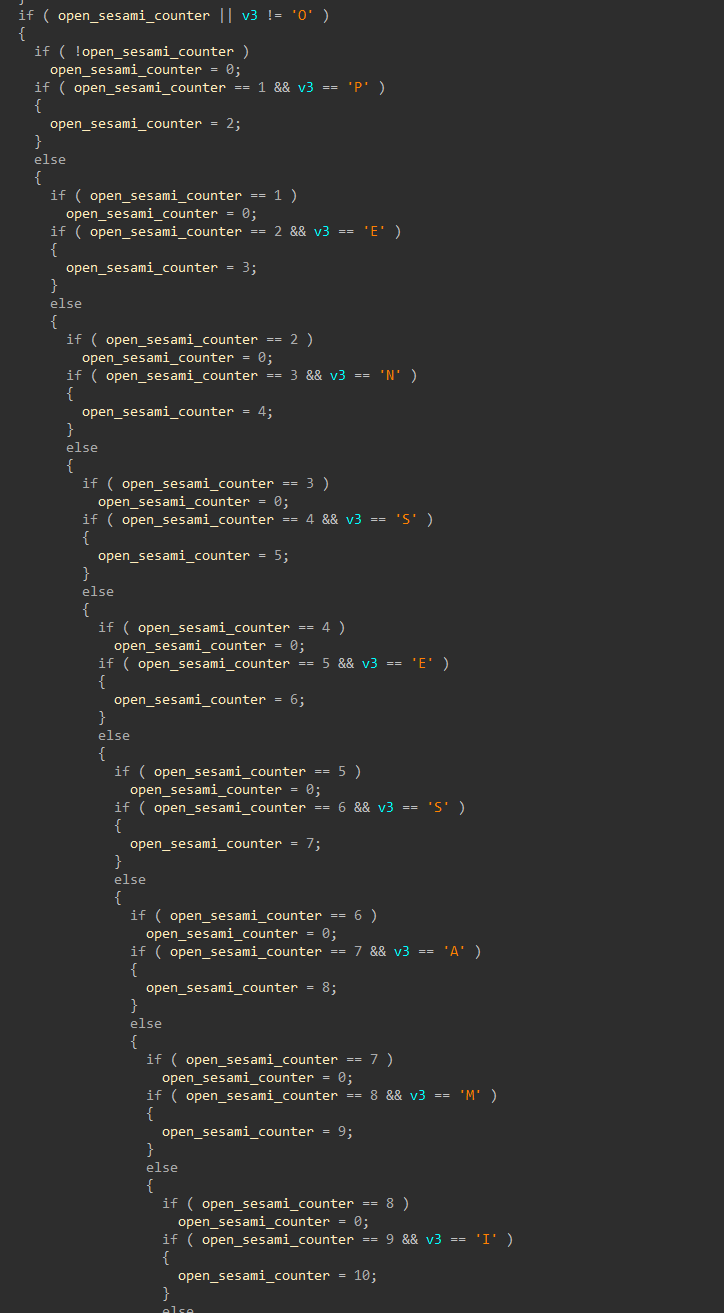 }
if ( open_sesami_counter || v3 != 'O' )
{
if ( !open_sesami_counter )
open_sesami_counter = 0;
if ( open_sesami_counter == 1 && v3 == 'P' )
{
open_sesami_counter = 2;
}
else
{
if ( open_sesami_counter == 1 )
open_sesami_counter = 0;
if ( open_sesami_counter == 2 && v3 == 'E' )
{
open_sesami_counter = 3;
}
else
{
if ( open_sesami_counter == 2 )
open_sesami_counter = 0;
if ( open_sesami_counter == 3 && v3 == 'N' )
{
open_sesami_counter = 4;
}
else
{
if ( open_sesami_counter == 3 )
open_sesami_counter = 0;
if ( open_sesami_counter == 4 && v3 == 'S' )
{
open_sesami_counter = 5;
}
else
{
if ( open_sesami_counter == 4 )
open_sesami_counter = 0;
if ( open_sesami_counter == 5 && v3 == 'E' )
{
open_sesami_counter = 6;
}
else
{
if ( open_sesami_counter == 5 )
open_sesami_counter = 0;
if ( open_sesami_counter == 6 && v3 == 'S' )
{
open_sesami_counter = 7;
}
else
{
if ( open_sesami_counter == 6 )
open_sesami_counter = 0;
if ( open_sesami_counter == 7 && v3 == 'A' )
{
open_sesami_counter = 8;
}
else
{
if ( open_sesami_counter == 7 )
open_sesami_counter = 0;
if ( open_sesami_counter == 8 && v3 == 'M' )
{
open_sesami_counter = 9;
}
else
{
if ( open_sesami_counter == 8 )
open_sesami_counter = 0;
if ( open_sesami_counter == 9 && v3 == 'I' )
{
open_sesami_counter = 10;
}
else